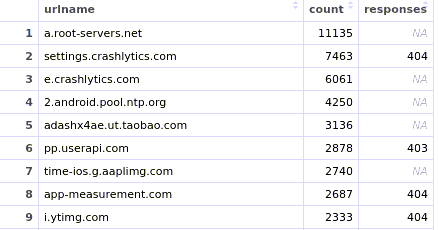 urlname count responses
1 a.root-servers.net 11135 NA
2 settings.crashlytics.com 7463 404
3 e.crashlytics.com 6061 NA
4 2.android.pool.ntp.org 4250 NA
5 adashx4ae.ut.taobao.com 3136 NA
6 pp.userapi.com 2878 403
7 time-ios.g.aaplimg.com 2740 NA
8 app-measurement.com 2687 404
9 i.ytimg.com 2333 404